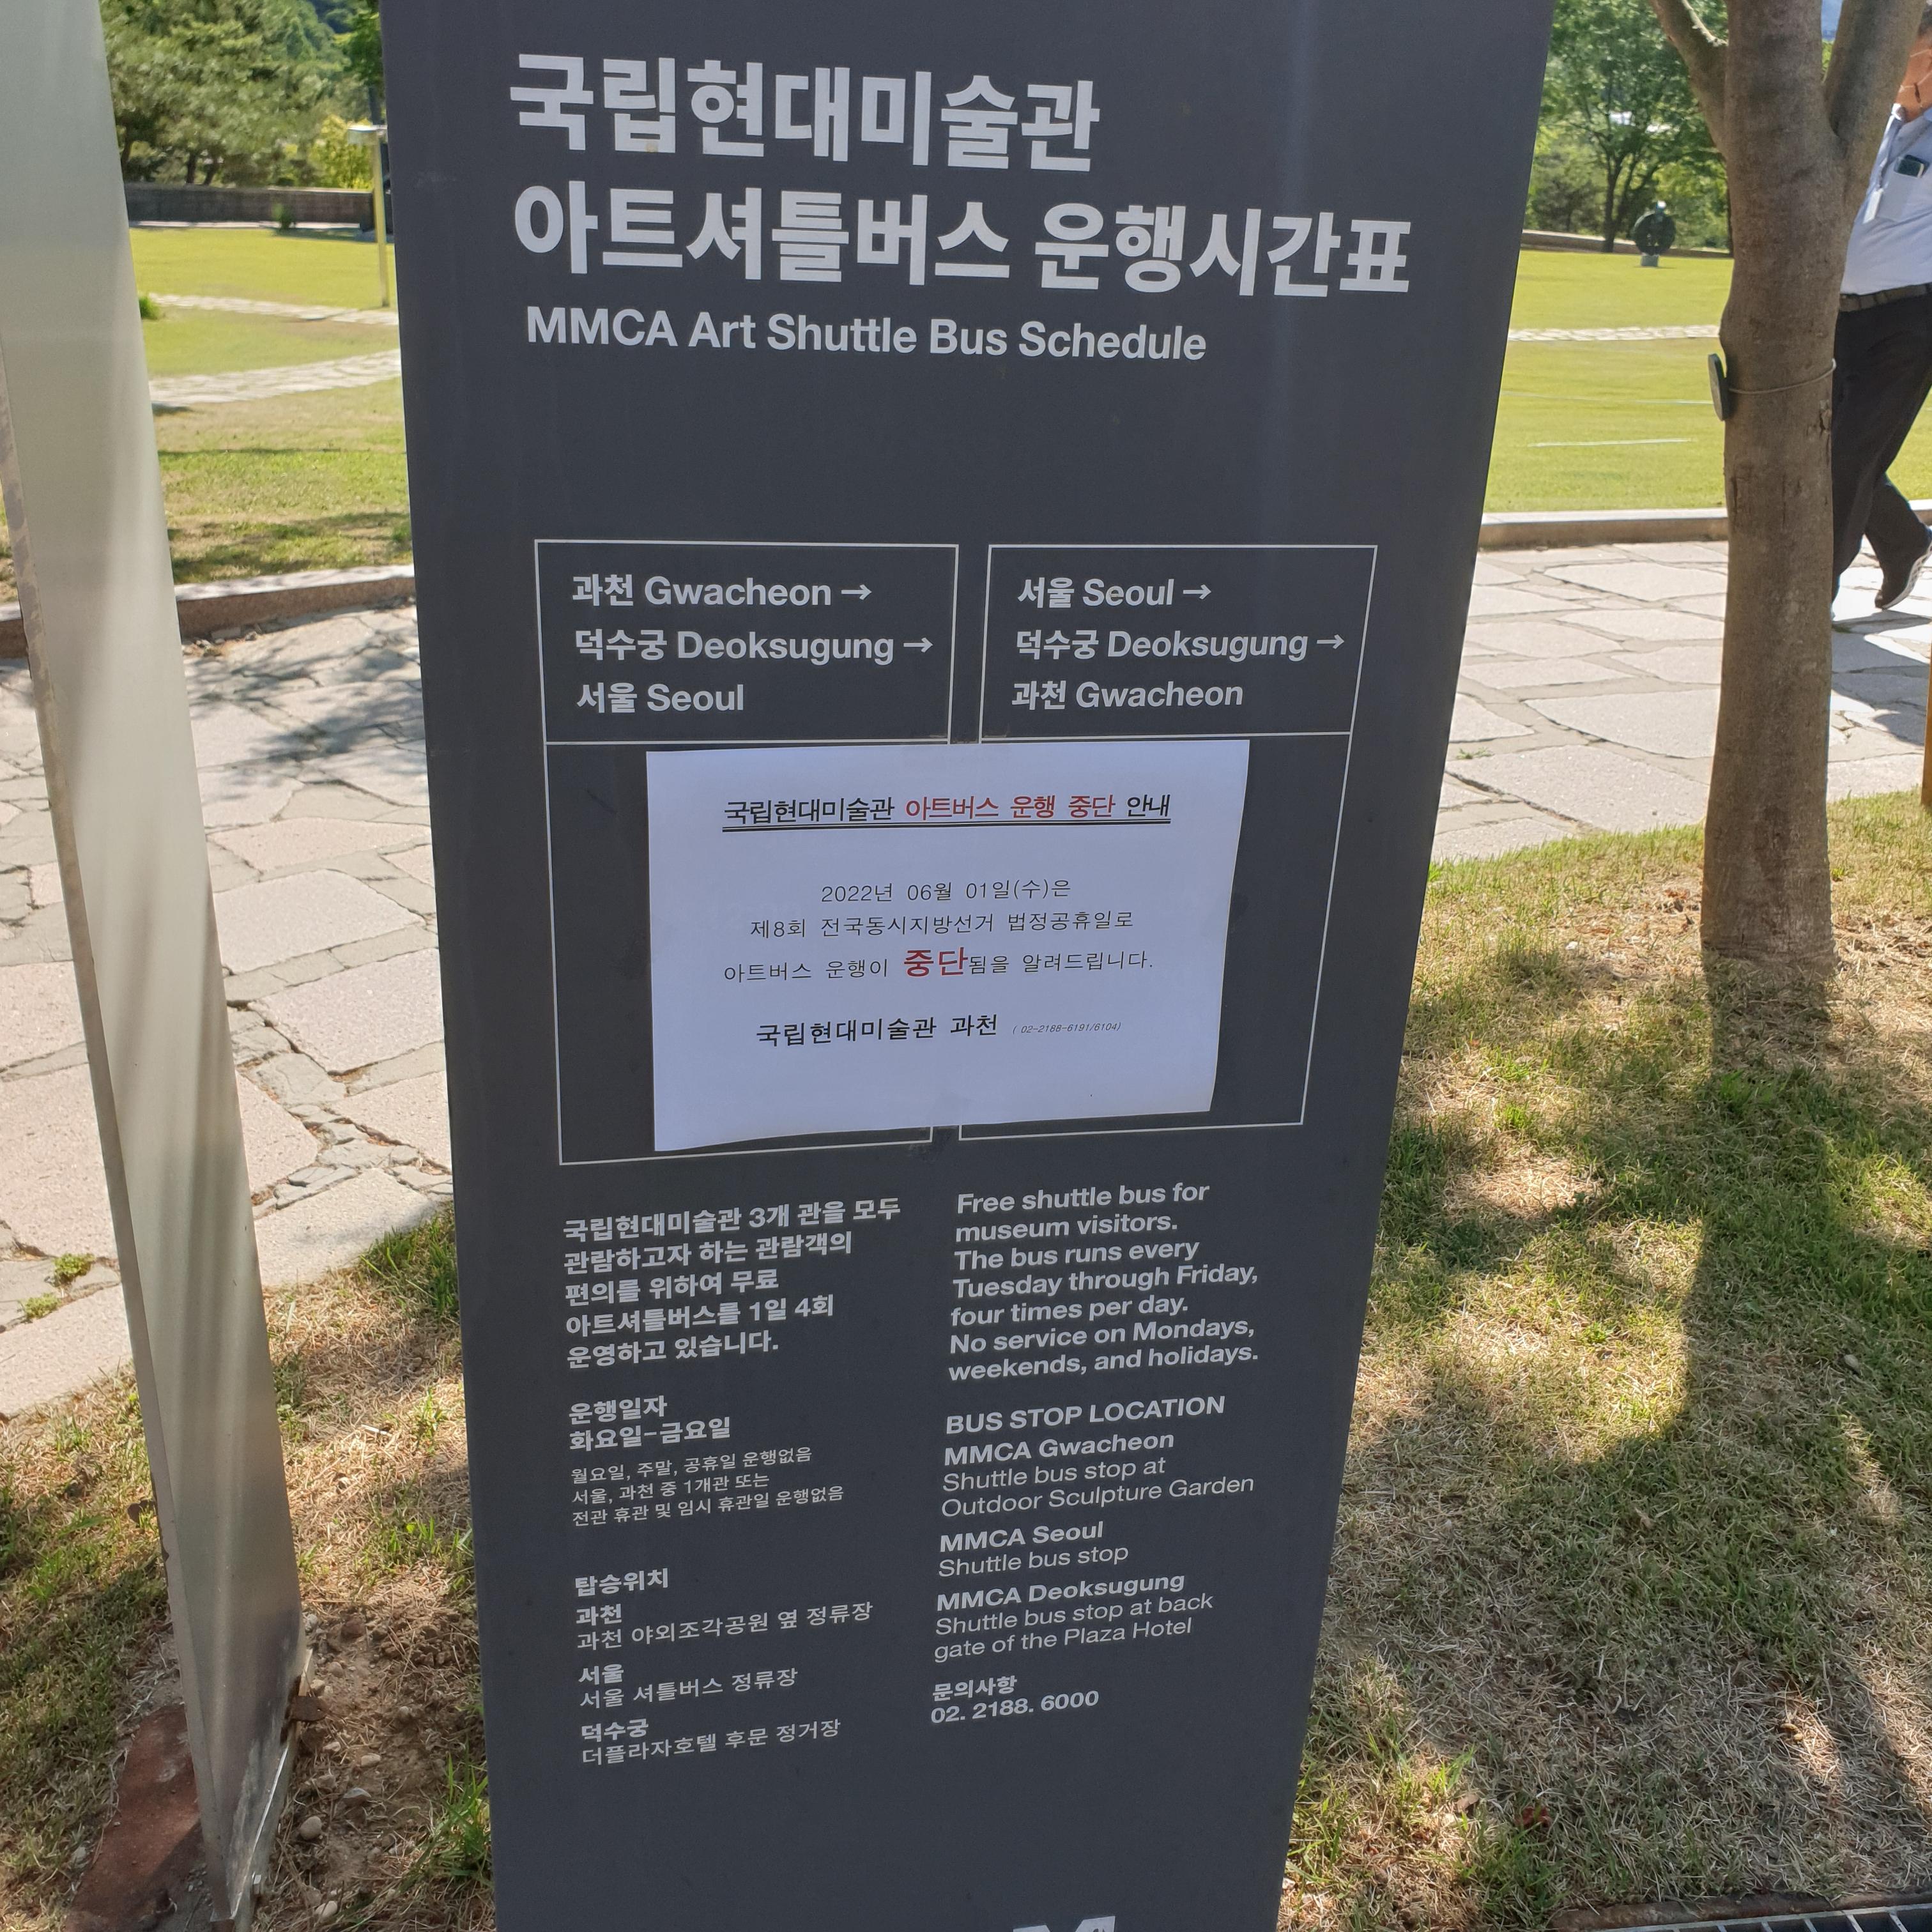 국립현대미술관
아트셔틀버스 운행시간표
MMCA Art Shuttle Bus Schedule
과천 Gwacheon →
덕수궁 Deoksugung →
서울 Seoul
서울 Seoul →
덕수궁 Deoksugung →
과천 Gwacheon
국립현대미술관 아트버스 운행 중단 안내
2022년 06월 01일(수)은
제8회 전국동시지방선거 법정공휴일로
아트버스 운행이 중단됨을 알려드립니다.
국립현대미술관 과천 ( 02-2188-6191/6104)
국립현대미술관 3개 관을 모두
관람하고자 하는 관람객의
편의를 위하여 무료
아트셔틀버스를 1일 4회
운영하고 있습니다.
운행일자
화요일-금요일
월요일, 주말, 공휴일 운행없음
서울, 과천 중 1개관 또는
전관 휴관 및 임시 휴관일 운행없음
탑승위치
과천
과천 야외조각공원 옆 정류장
서울
서울 셔틀버스 정류장
덕수궁
더플라자호텔 후문 정거장
Free shuttle bus for
museum visitors.
The bus runs every
Tuesday through Friday,
four times per day.
No service on Mondays,
weekends, and holidays.
BUS STOP LOCATION
MMCA Gwacheon
Shuttle bus stop at
Outdoor Sculpture Garden
MMCA Seoul
Shuttle bus stop
MMCA Deoksugung
Shuttle bus stop at back
gate of the Plaza Hotel
문의사항
02. 2188. 6000